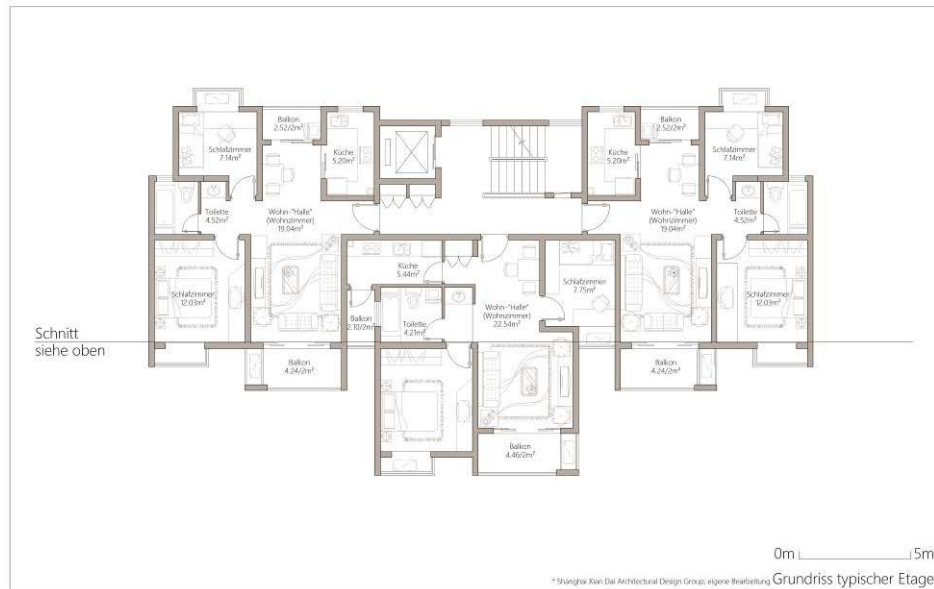 Balkon
2.52/2m²
Balkon
2.52/2m²
Schlafzimmer
7.14m²
Küche
5.20m²
Küche
5.20m²
Schlafzimmer
7.14m²
Toilette
4.52m²
Wohn-"Halle"
(Wohnzimmer)
19.04m²
Wohn-"Halle"
(Wohnzimmer)
19.04m²
Toilette
4.52m²
Küche
5.44m²
Schlafzimmer
7.75m²
Schlafzimmer
12.03m²
Schlafzimmer
12.03m²
Balkon
2.10/2m²
Toilette
4.21m²
Wohn-"Halle"
(Wohnzimmer)
22.54m²
Schnitt
siehe oben
Balkon
4.24/2m²
Balkon
4.24/2m²
Balkon
4.46/2m²
0m 5m
* Shanghai Xian Dai Architectural Design Group; eigene Bearbeitung Grundriss typischer Etage